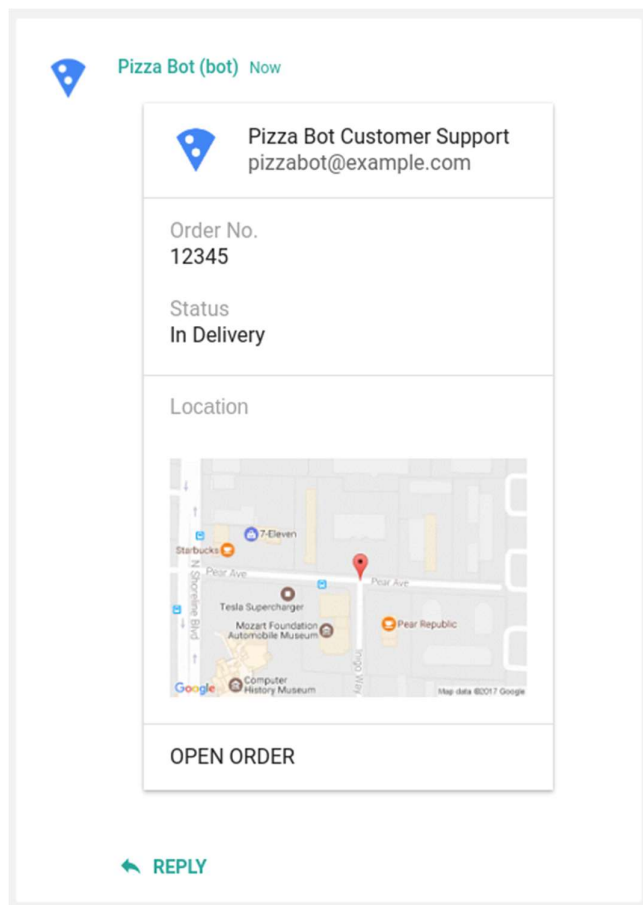 Pizza Bot (bot) Now
Pizza Bot Customer Support
pizzabot@example.com
Order No.
12345
Status
In Delivery
Location
7-Eleven
Starbucks
Pear Ave
Pear Ave
N Shoreline Blvd
Tesla Supercharger
Mozart Foundation
Automobile Museum
Pear Republic
Inigo Way
Computer
History Museum
Google
Map data ©2017 Google
OPEN ORDER
REPLY